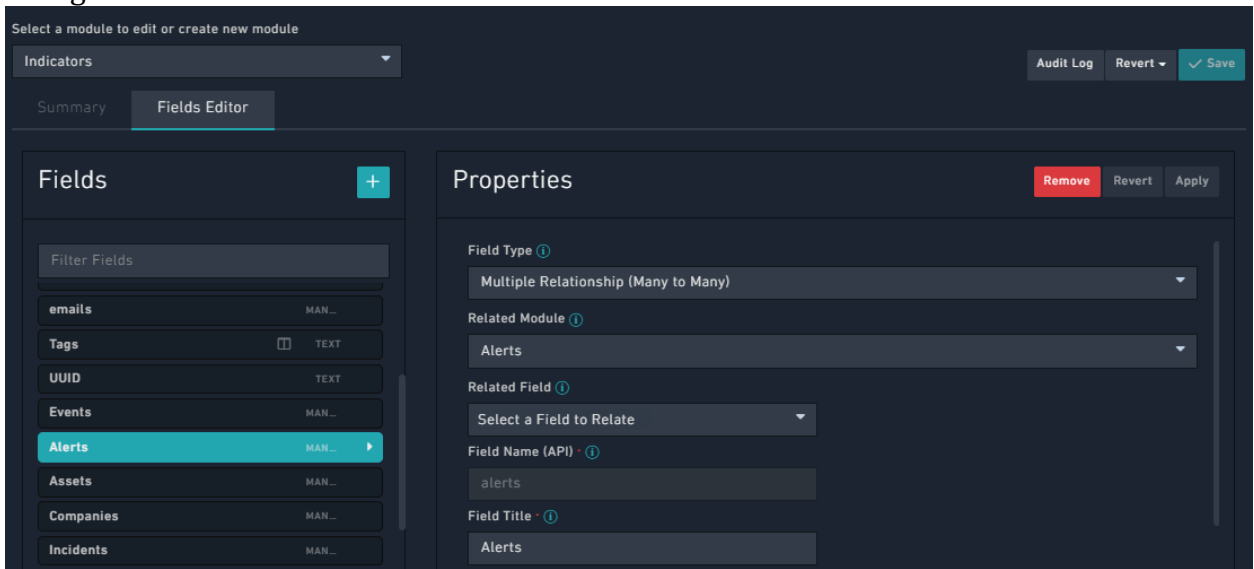 Select a module to edit or create new module
Indicators
Audit Log Revert Save
Summary Fields Editor
Fields +
Properties
Remove Revert Apply
Filter Fields
emails MAN...
Tags TEXT
UUID TEXT
Events MAN...
Alerts MAN...
Assets MAN...
Companies MAN...
Incidents MAN...
Field Type
Multiple Relationship (Many to Many)
Related Module
Alerts
Related Field
Select a Field to Relate
Field Name (API)
alerts
Field Title
Alerts